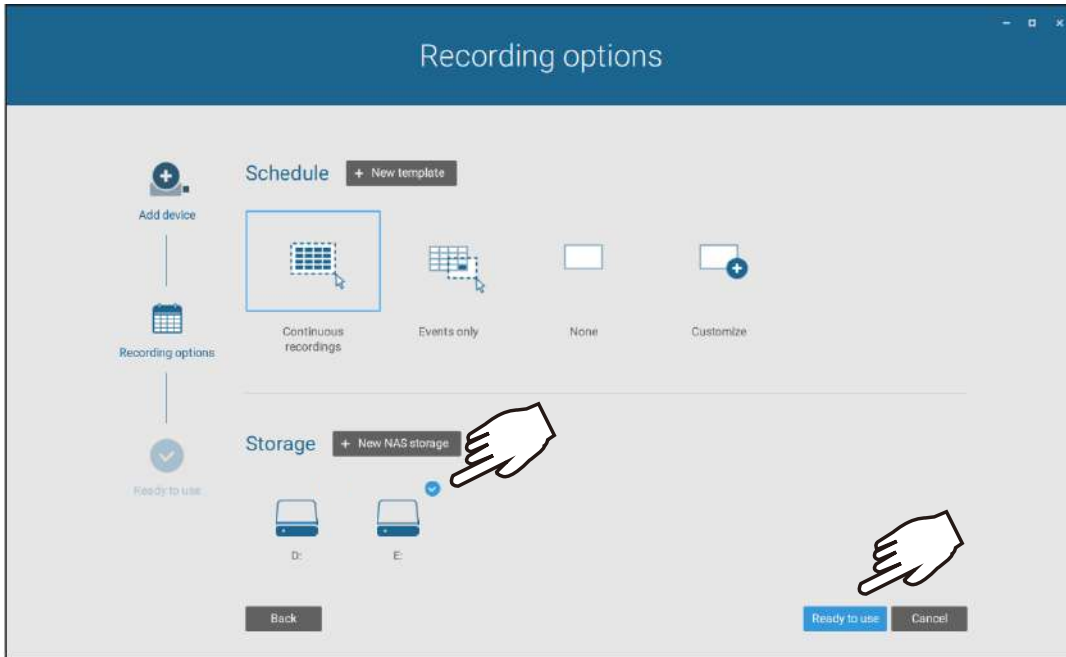 Recording options
Schedule
+ New template
Add device
Continuous
recordings
Events only
None
Customize
Recording options
Storage
+ New NAS storage
Ready to use
D:
E:
Back
Ready to use
Cancel